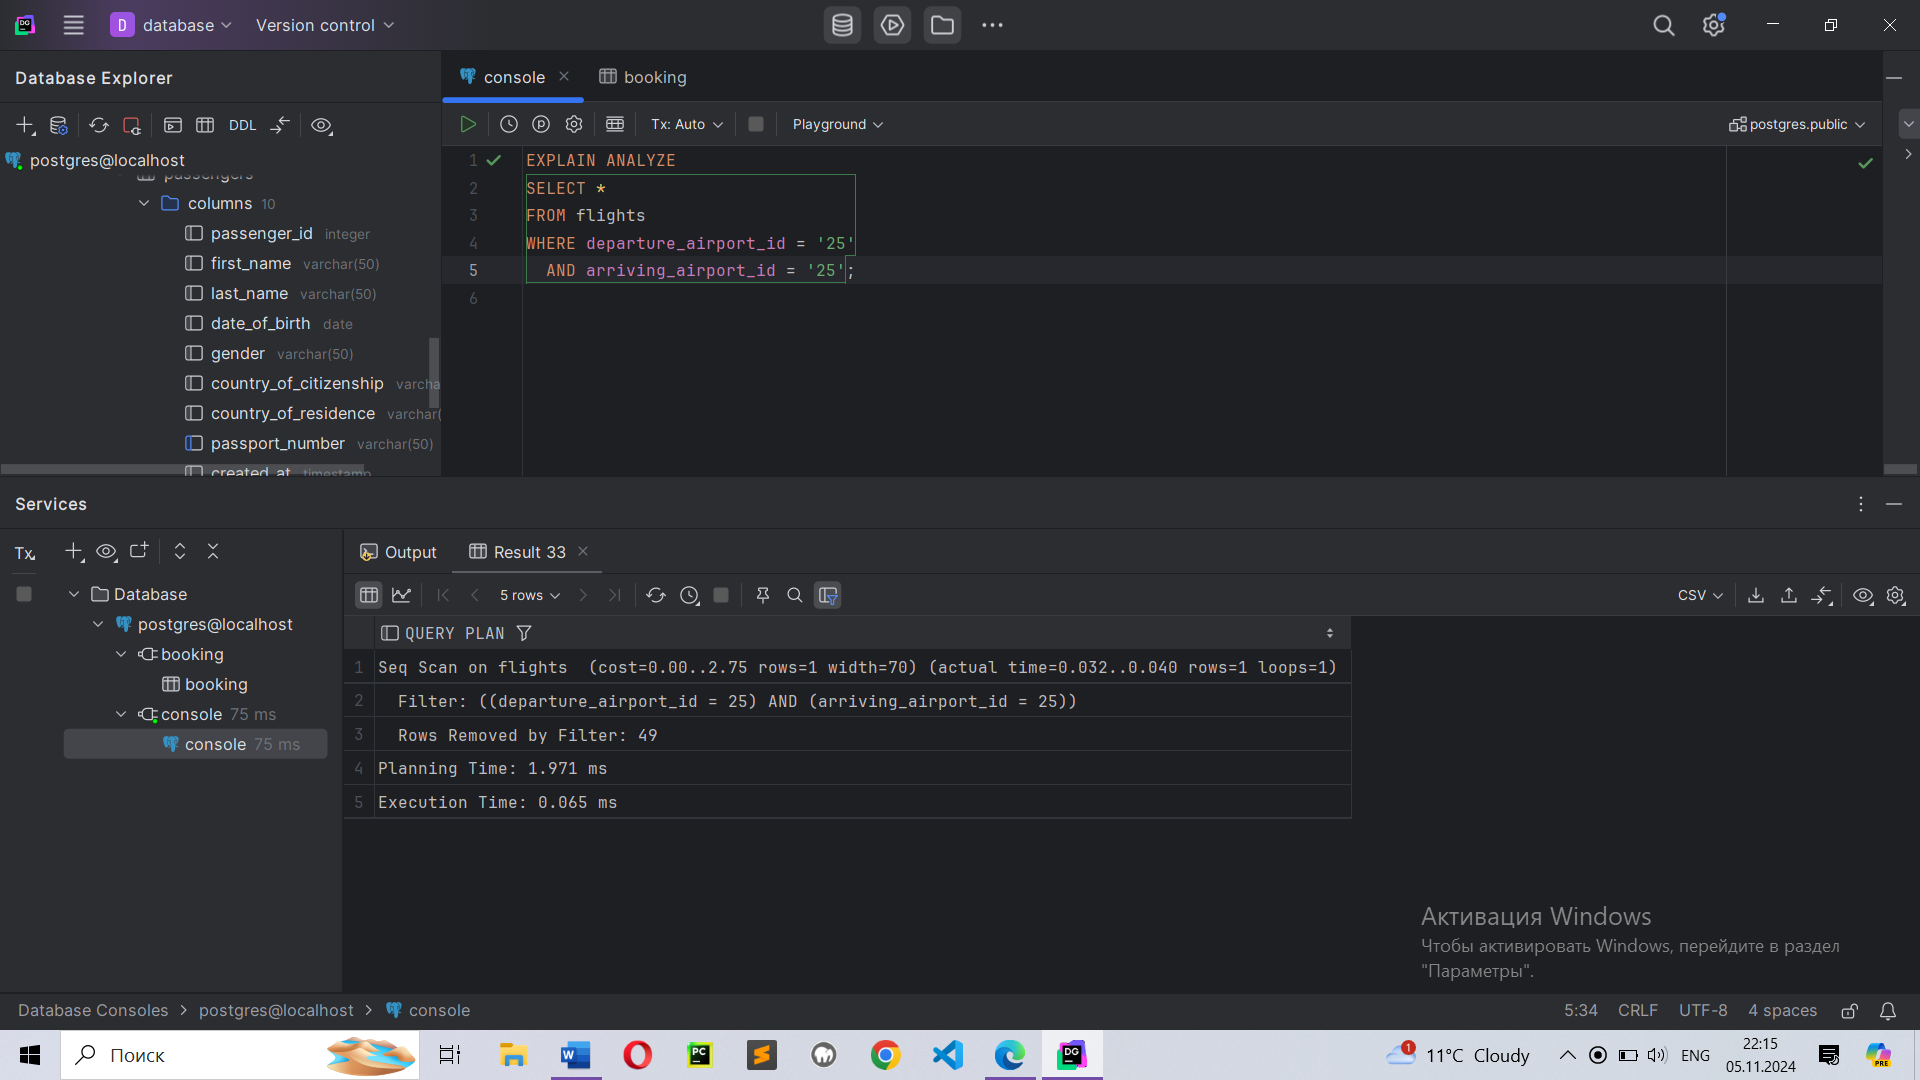 D database Version control
Database Explorer
console
booking
DDL
Tx: Auto
Playground
postgres.public
postgres@localhost
passengers
columns 10
passenger_id integer
first_name varchar(50)
last_name varchar(50)
date_of_birth date
gender varchar(50)
country_of_citizenship varcha
country_of_residence varchar(
passport_number varchar(50)
created_at timestamp
1 EXPLAIN ANALYZE
2 SELECT *
3 FROM flights
4 WHERE departure_airport_id = '25'
5 AND arriving_airport_id = '25';
6
Services
Tx
Database
postgres@localhost
booking
booking
console 75 ms
console 75 ms
Output
Result 33
5 rows
CSV
QUERY PLAN
1 Seq Scan on flights (cost=0.00..2.75 rows=1 width=70) (actual time=0.032..0.040 rows=1 loops=1)
2 Filter: ((departure_airport_id = 25) AND (arriving_airport_id = 25))
3 Rows Removed by Filter: 49
4 Planning Time: 1.971 ms
5 Execution Time: 0.065 ms
Активация Windows
Чтобы активировать Windows, перейдите в раздел
"Параметры".
Database Consoles > postgres@localhost > console
5:34 CRLF UTF-8 4 spaces
Поиск
1 11°C Cloudy
ENG
22:15
05.11.2024